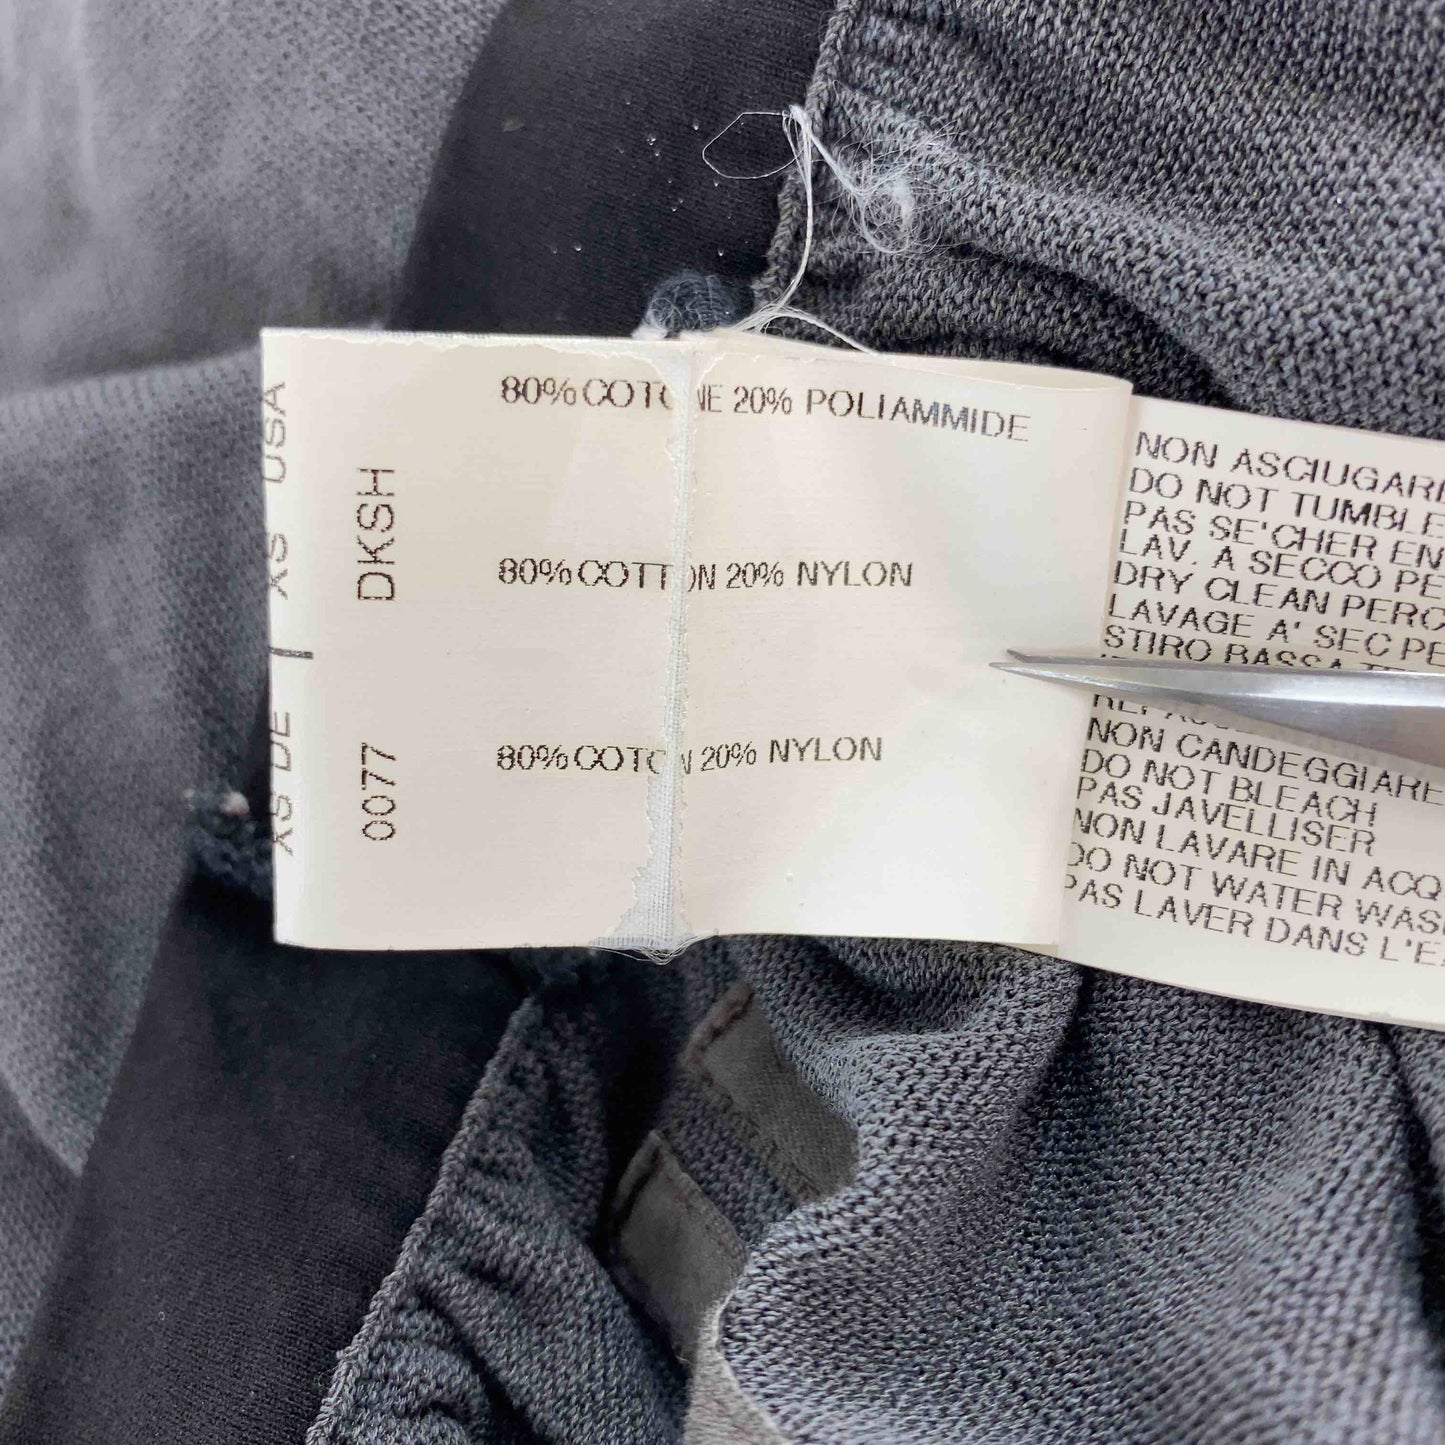 80% COTONE 20% POLIAMMIDE
80% COTTON 20% NYLON
80% COTON 20% NYLON
DKSH
0077
XS USA
XS DE I
NON ASCIUGARE
DO NOT TUMBLE
PAS SE'CHER EN
LAV. A SECCO PE
DRY CLEAN PERC
LAVAGE A' SEC PE
STIRO BASSA
NON CANDEGGIARE
DO NOT BLEACH
PAS JAVELLISER
NON LAVARE IN ACQ
DO NOT WATER WAS
PAS LAVER DANS L'E